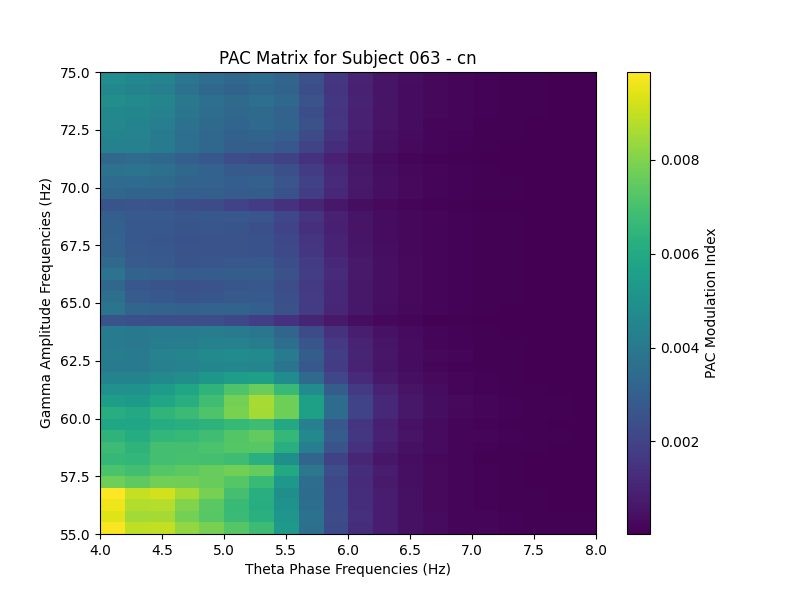 PAC Matrix for Subject 063 - cn
75.0
72.5
70.0
67.5
65.0
62.5
60.0
57.5
55.0
Gamma Amplitude Frequencies (Hz)
4.0 4.5 5.0 5.5 6.0 6.5 7.0 7.5 8.0
Theta Phase Frequencies (Hz)
0.008
0.006
0.004
0.002
PAC Modulation Index